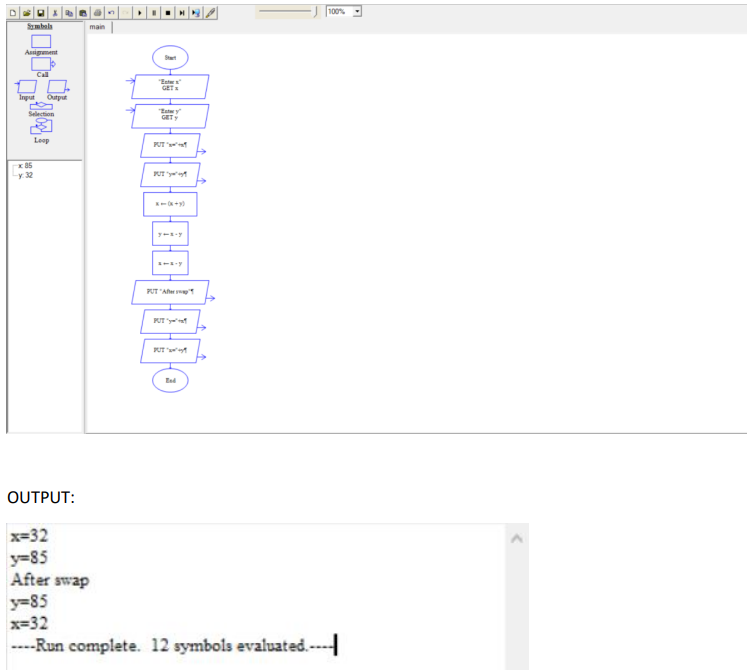 100%
Symbols
main
Assignment
Call
Input Output
Selection
Loop
x: 85
y: 32
Start
"Enter x"
GET x
"Enter y"
GET y
PUT "x="+x¶
PUT "y="+y¶
x ← (x + y)
y ← x - y
x ← x - y
PUT "After swap"¶
PUT "y="+x¶
PUT "x="+y¶
End
OUTPUT:
x=32
y=85
After swap
y=85
x=32
----Run complete. 12 symbols evaluated.----